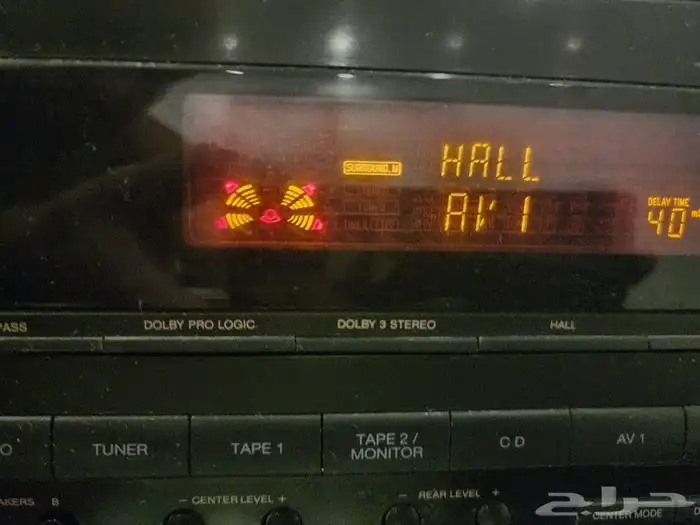 HALL
SURROUND
AV 1
DELAY TIME
40 m
PASS
DOLBY PRO LOGIC
DOLBY 3 STEREO
HALL
O
TUNER
TAPE 1
TAPE 2 /
MONITOR
CD
AV 1
AKERS B
− CENTER LEVEL +
− REAR LEVEL +
CENTER MODE
حراج